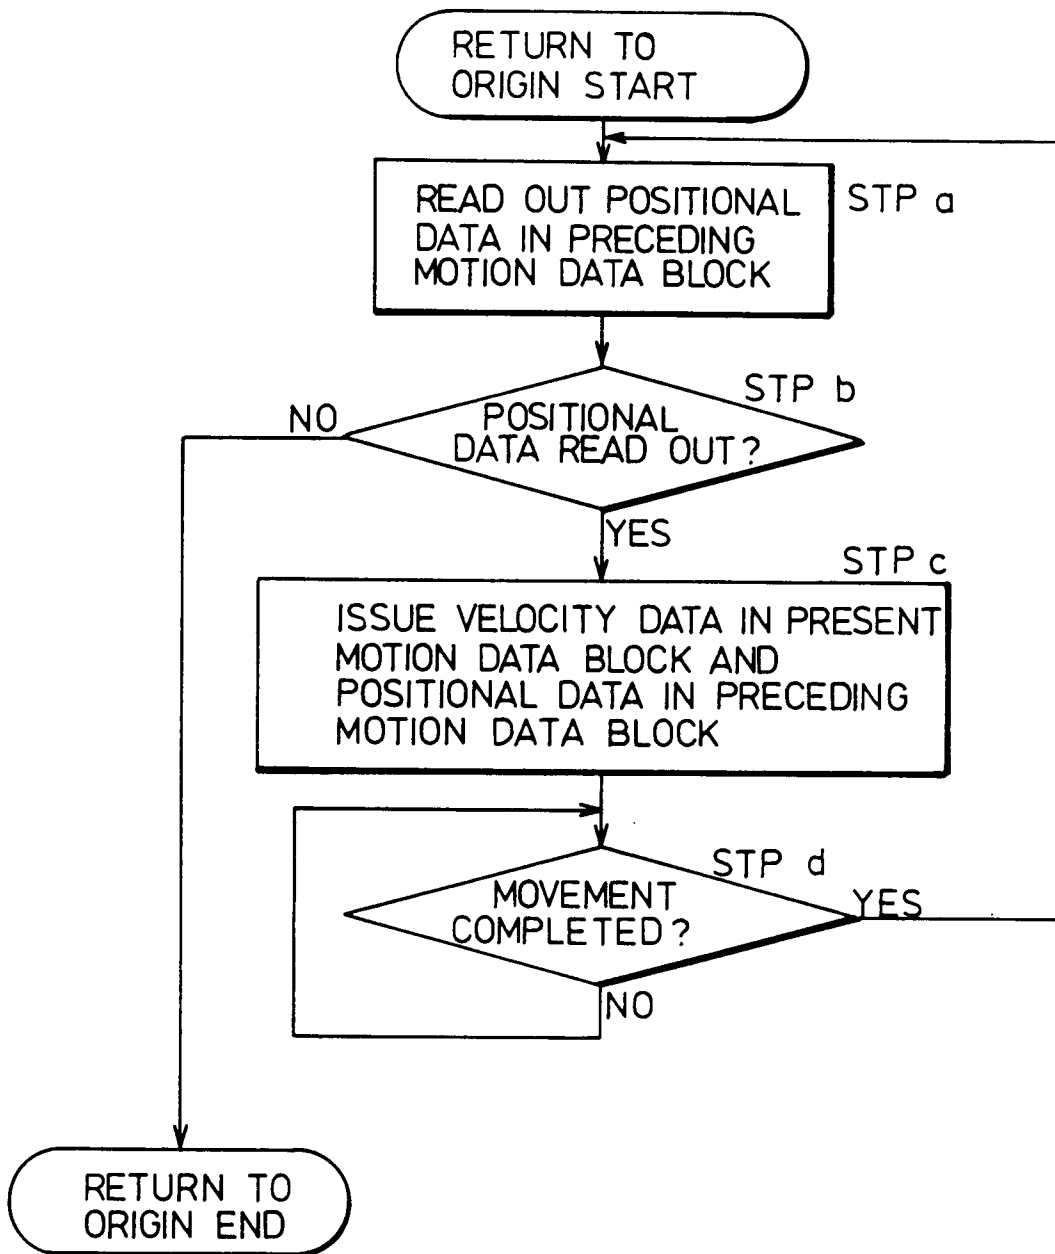 RETURN TO
ORIGIN START
READ OUT POSITIONAL
DATA IN PRECEDING
MOTION DATA BLOCK
STP a
STP b
NO
POSITIONAL
DATA READ OUT?
YES
STP c
ISSUE VELOCITY DATA IN PRESENT
MOTION DATA BLOCK AND
POSITIONAL DATA IN PRECEDING
MOTION DATA BLOCK
STP d
MOVEMENT
COMPLETED?
YES
NO
RETURN TO
ORIGIN END